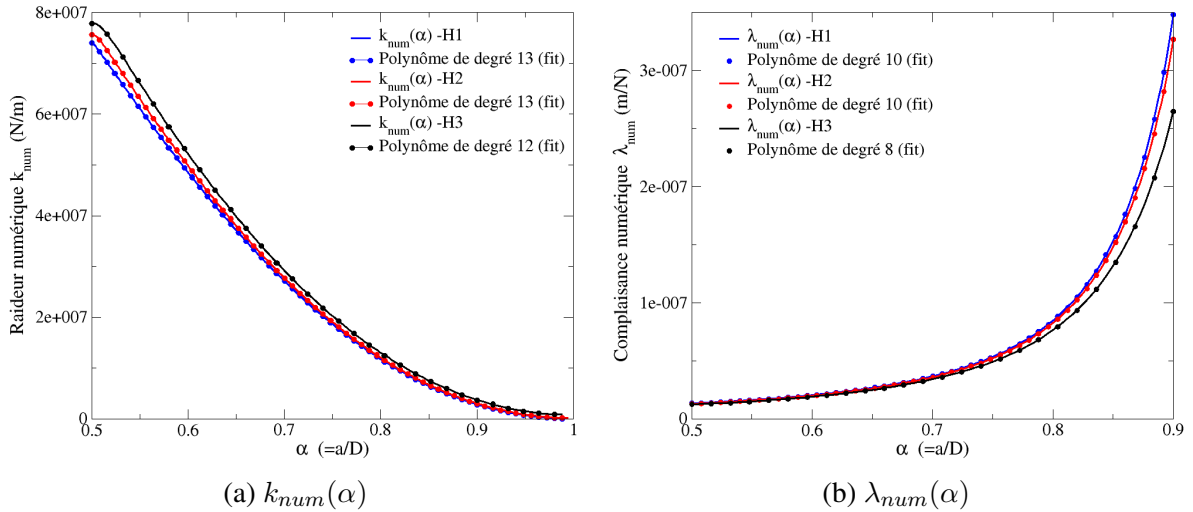 8e+007
6e+007
4e+007
2e+007
0
Raideur numérique k_num (N/m)
k_num(α) -H1
Polynôme de degré 13 (fit)
k_num(α) -H2
Polynôme de degré 13 (fit)
k_num(α) -H3
Polynôme de degré 12 (fit)
0.5 0.6 0.7 0.8 0.9 1
α (=a/D)
(a) k_num(α)
3e-007
2e-007
1e-007
0
Complaisance numérique λ_num (m/N)
λ_num(α) -H1
Polynôme de degré 10 (fit)
λ_num(α) -H2
Polynôme de degré 10 (fit)
λ_num(α) -H3
Polynôme de degré 8 (fit)
0.5 0.6 0.7 0.8 0.9
α (=a/D)
(b) λ_num(α)